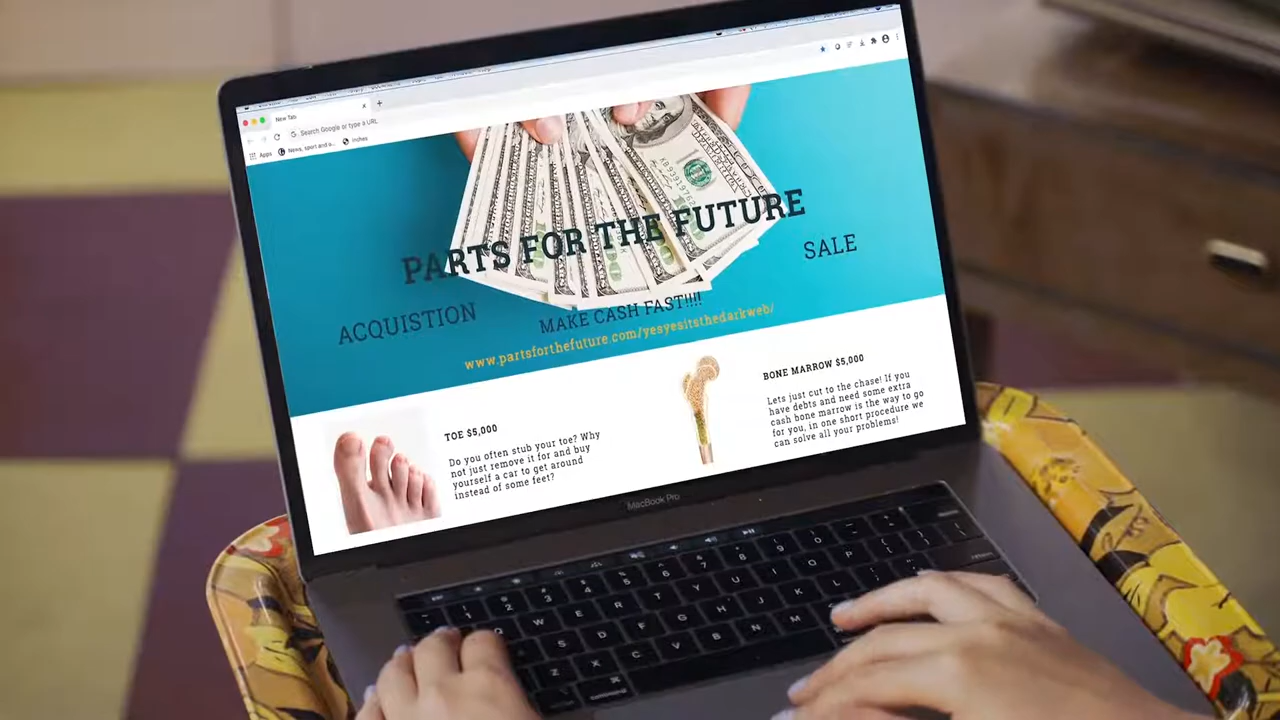 New Tab
Search Google or type a URL
Apps
News, sport and o...
Inches
PARTS FOR THE FUTURE
ACQUISTION
MAKE CASH FAST!!!!
SALE
www.partsforthefuture.com/yesyesitsthedarkweb/
TOE $5,000
Do you often stub your toe? Why
not just remove it for and buy
yourself a car to get around
instead of some feet?
BONE MARROW $5,000
Lets just cut to the chase! If you
have debts and need some extra
cash bone marrow is the way to go
for you, in one short procedure we
can solve all your problems!
MacBook Pro